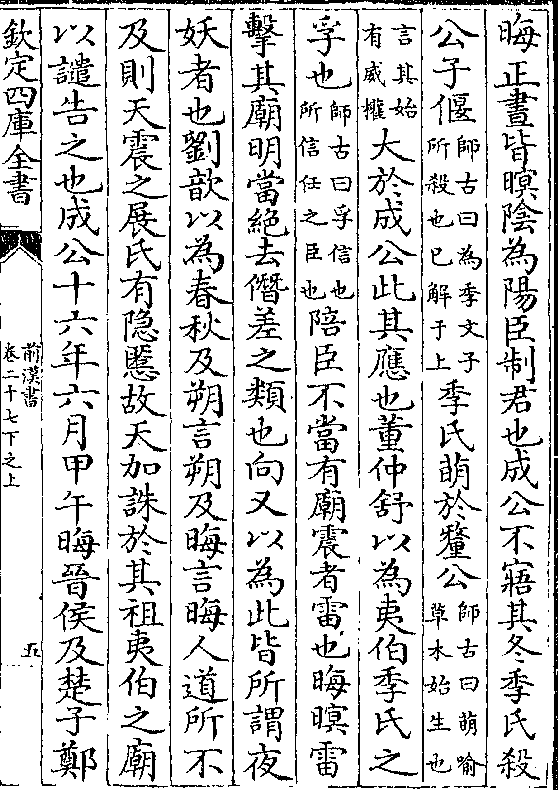 晦正晝皆暝陰為陽臣制君也成公不寤其冬季氏殺
公子偃師古曰為季文子所殺也已解于上季氏萌於釐公師古曰萌喻草木始生也
言其始有威權大於成公此其應也董仲舒以為夷伯季氏之
孚也師古曰孚信也所信任之臣也陪臣不當有廟震者雷也晦暝雷
擊其廟明當絕去僭差之類也向又以為此皆所謂夜
妖者也劉歆以為春秋及朔言朔及晦言晦人道所不
及則天震之展氏有隐慝故天加誅於其祖夷伯之廟
以譴告之也成公十六年六月甲午晦晉侯及楚子鄭
欽定四庫全書
前漢書
卷二十七下之上
五